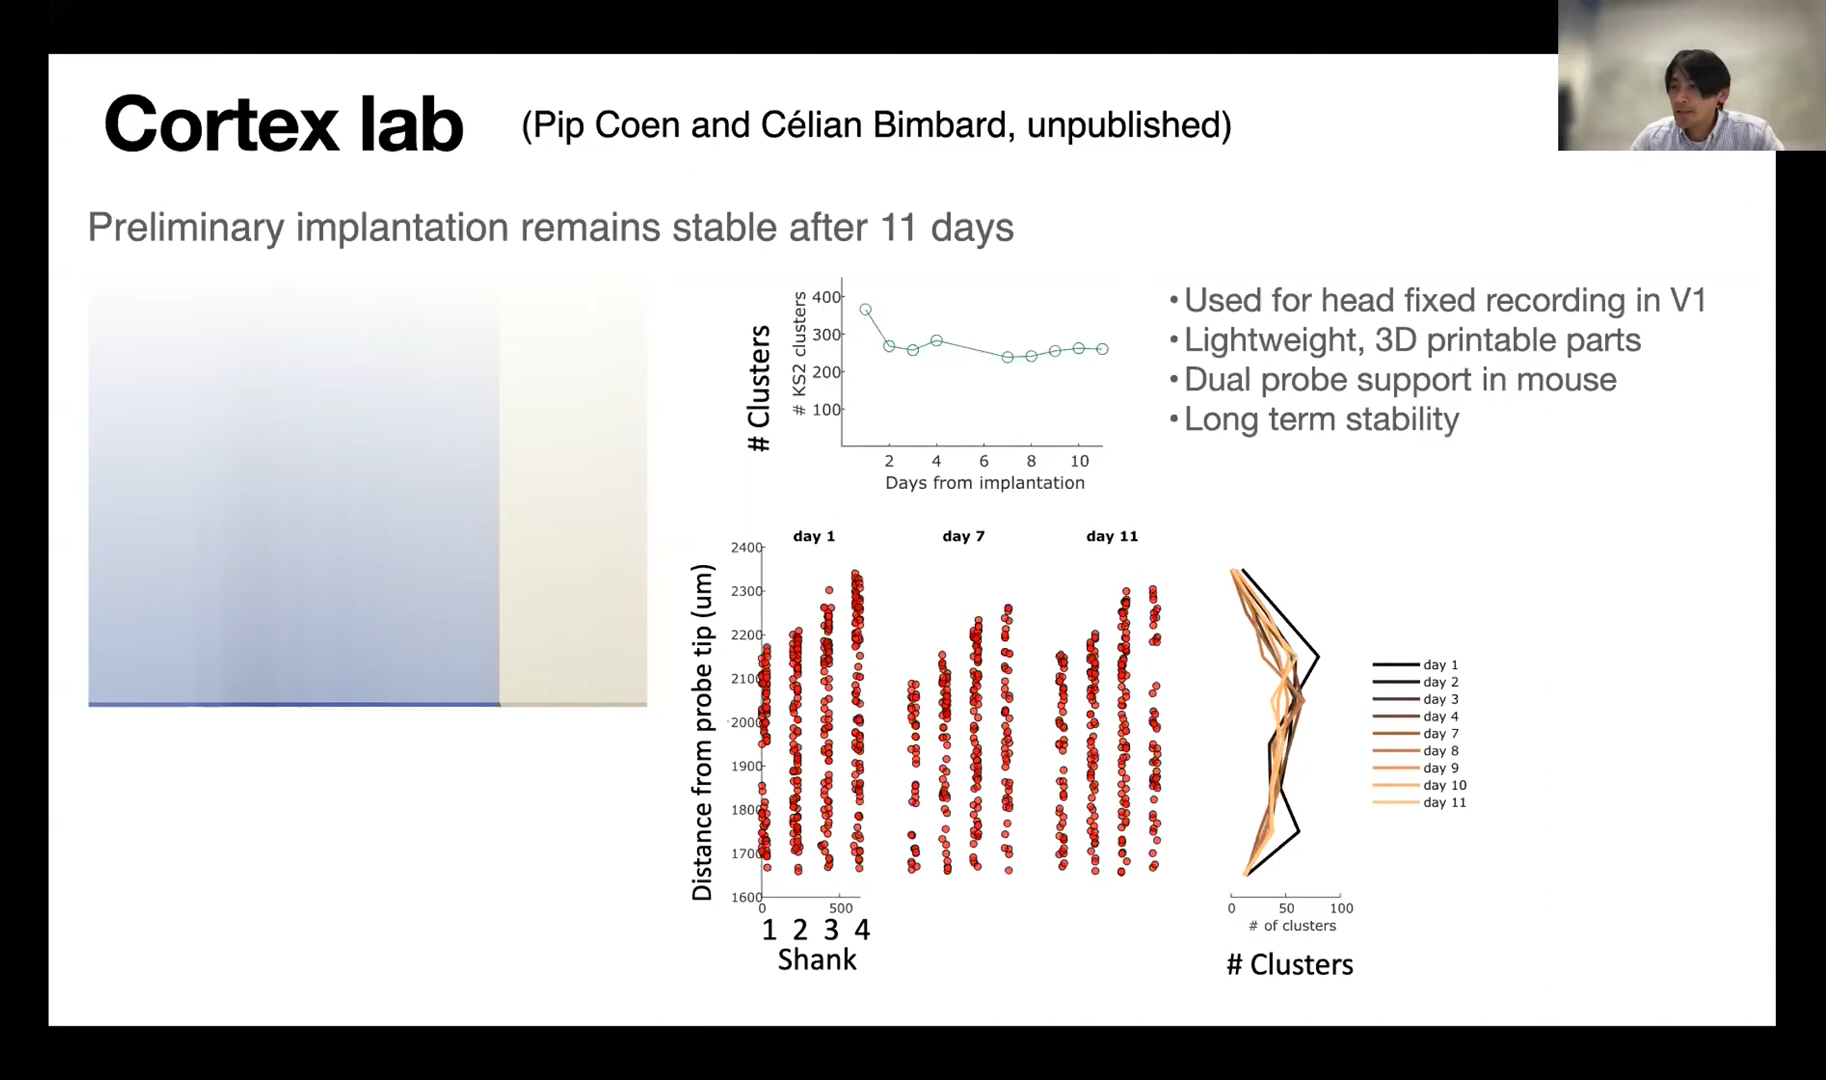 Cortex lab (Pip Coen and Célian Bimbard, unpublished)
Preliminary implantation remains stable after 11 days
# Clusters
# KS2 clusters
400
300
200
100
2 4 6 8 10
Days from implantation
• Used for head fixed recording in V1
• Lightweight, 3D printable parts
• Dual probe support in mouse
• Long term stability
day 1 day 7 day 11
Distance from probe tip (um)
2400
2300
2200
2100
2000
1900
1800
1700
1600
0 500
1 2 3 4
Shank
day 1
day 2
day 3
day 4
day 7
day 8
day 9
day 10
day 11
0 50 100
# of clusters
# Clusters